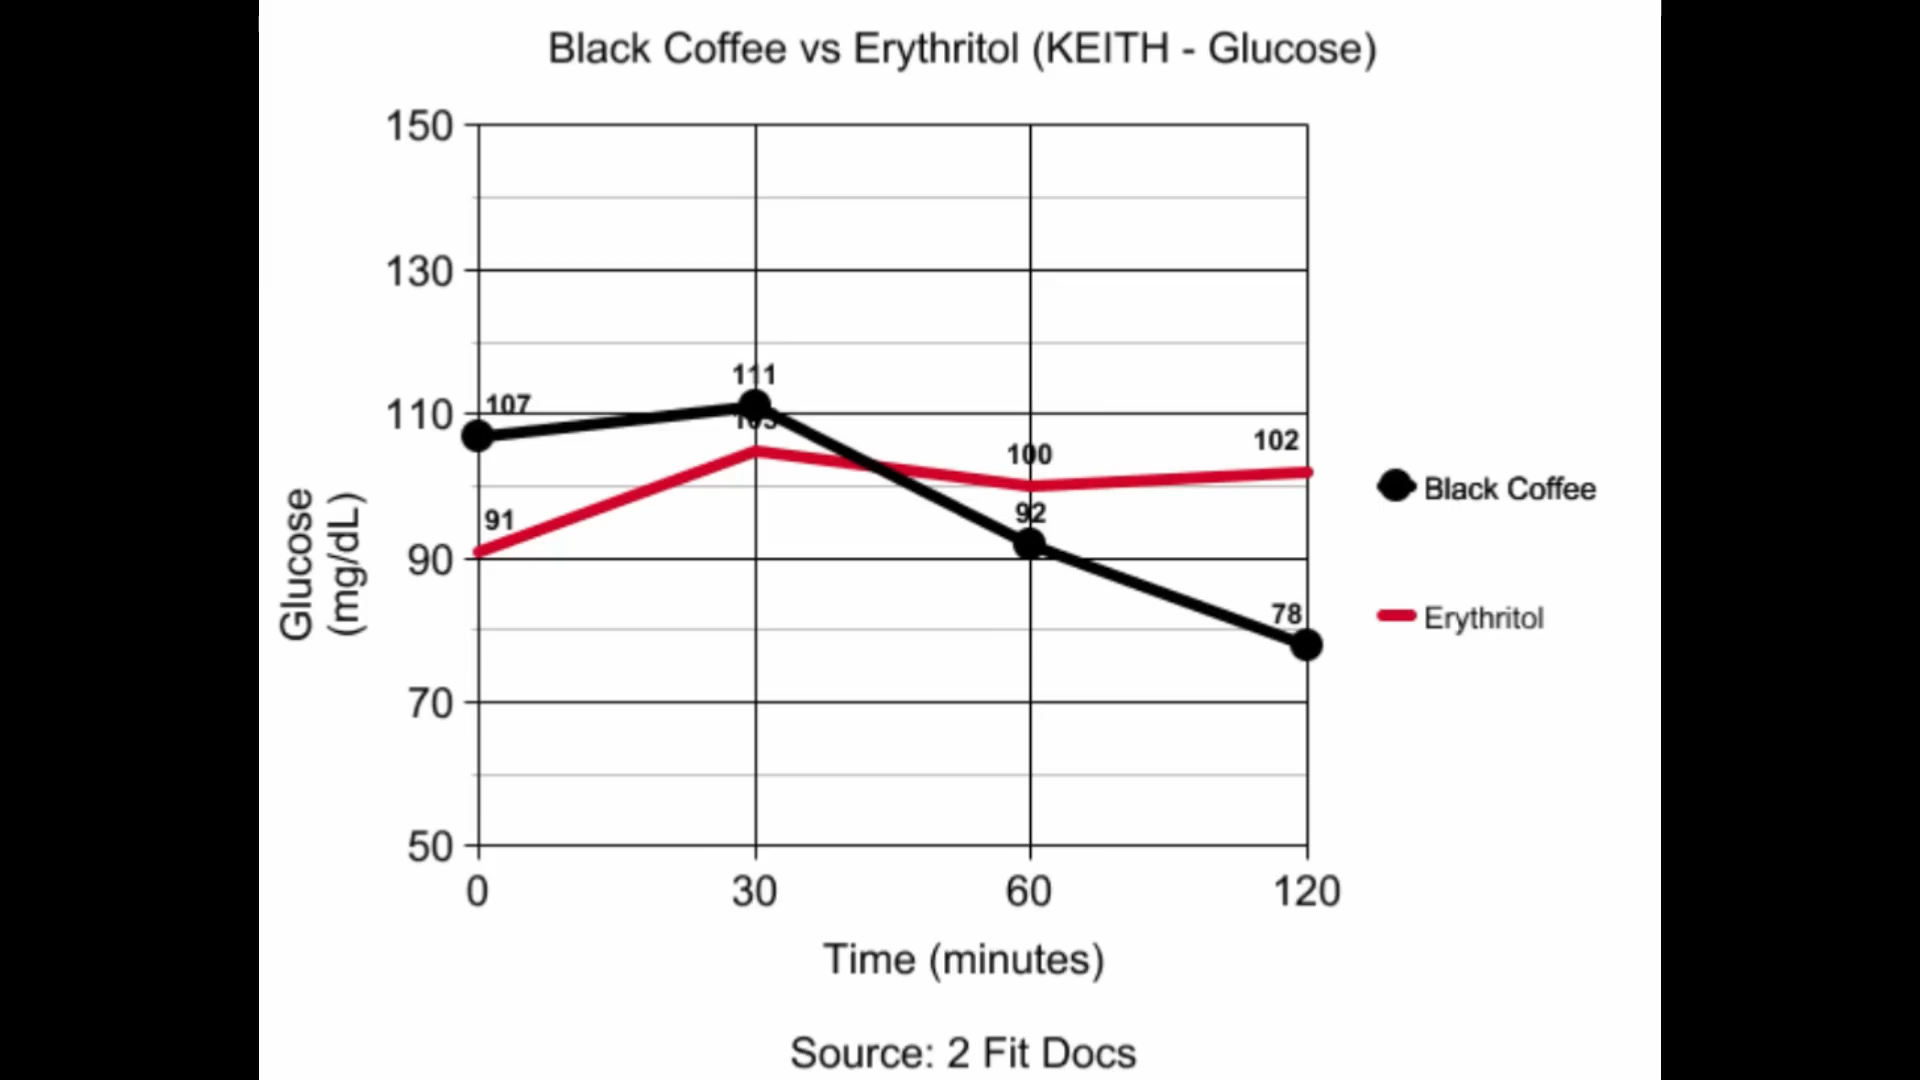 Black Coffee vs Erythritol (KEITH - Glucose)
150
130
110
90
70
50
Glucose
(mg/dL)
107
111
91
100
92
102
78
Black Coffee
Erythritol
0 30 60 120
Time (minutes)
Source: 2 Fit Docs